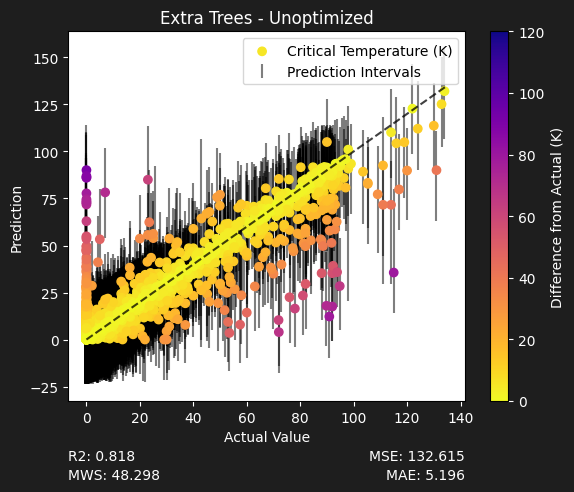 Extra Trees - Unoptimized
Critical Temperature (K)
Prediction Intervals
150
125
100
75
50
25
0
−25
Prediction
0
20
40
60
80
100
120
140
Actual Value
120
100
80
60
40
20
0
Difference from Actual (K)
R2: 0.818
MSE: 132.615
MWS: 48.298
MAE: 5.196